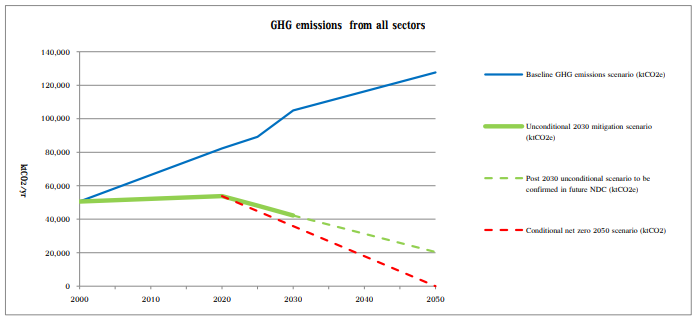 GHG emissions from all sectors
140,000
120,000
100,000
80,000
60,000
40,000
20,000
0
ktCO2/yr
2000
2010
2020
2030
2040
2050
Baseline GHG emissions scenario (ktCO2e)
Unconditional 2030 mitigation scenario
(ktCO2e)
Post 2030 unconditional scenario to be
confirmed in future NDC (ktCO2e)
Conditional net zero 2050 scenario (ktCO2)